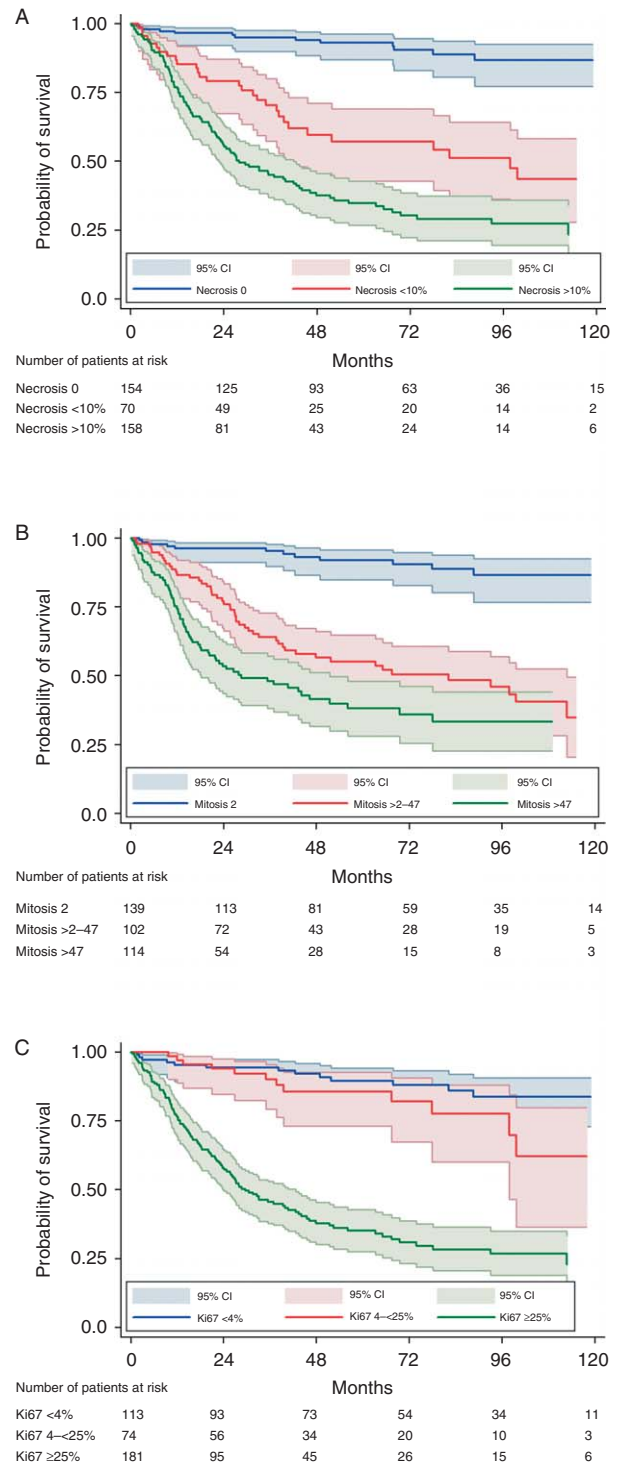 A
1.00
0.75
0.50
0.25
0.0
Probability of survival
95% CI 95% CI 95% CI
Necrosis 0 Necrosis <10% Necrosis >10%
0 24 48 72 96 120
Months
Number of patients at risk
Necrosis 0 154 125 93 63 36 15
Necrosis <10% 70 49 25 20 14 2
Necrosis >10% 158 81 43 24 14 6
B
1.00
0.75
0.50
0.25
0.0
Probability of survival
95% CI 95% CI 95% CI
Mitosis 2 Mitosis >2–47 Mitosis >47
0 24 48 72 96 120
Months
Number of patients at risk
Mitosis 2 139 113 81 59 35 14
Mitosis >2–47 102 72 43 28 19 5
Mitosis >47 114 54 28 15 8 3
C
1.00
0.75
0.50
0.25
0.0
Probability of survival
95% CI 95% CI 95% CI
Ki67 <4% Ki67 4–<25% Ki67 ≥25%
0 24 48 72 96 120
Months
Number of patients at risk
Ki67 <4% 113 93 73 54 34 11
Ki67 4–<25% 74 56 34 20 10 3
Ki67 ≥25% 181 95 45 26 15 6